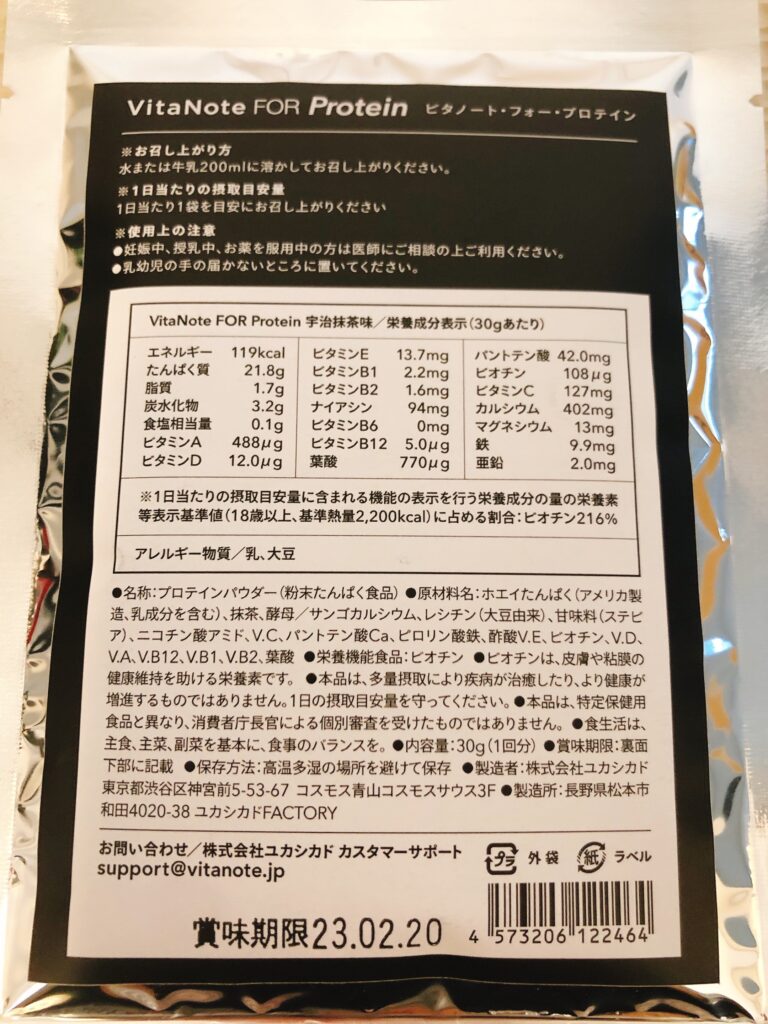 VitaNote FOR Protein ビタノート・フォー・プロテイン
※お召し上がり方
水または牛乳200mlに溶かしてお召し上がりください。
※1日当たりの摂取目安量
1日当たり1袋を目安にお召し上がりください
※使用上の注意
●妊娠中、授乳中、お薬を服用中の方は医師にご相談の上ご利用ください。
●乳幼児の手の届かないところに置いてください。
VitaNote FOR Protein 宇治抹茶味／栄養成分表示（30gあたり）
エネルギー 119kcal
たんぱく質 21.8g
脂質 1.7g
炭水化物 3.2g
食塩相当量 0.1g
ビタミンA 488μg
ビタミンD 12.0μg
ビタミンE 13.7mg
ビタミンB1 2.2mg
ビタミンB2 1.6mg
ナイアシン 94mg
ビタミンB6 0mg
ビタミンB12 5.0μg
葉酸 770μg
パントテン酸 42.0mg
ビオチン 108μg
ビタミンC 127mg
カルシウム 402mg
マグネシウム 13mg
鉄 9.9mg
亜鉛 2.0mg
※1日当たりの摂取目安量に含まれる機能の表示を行う栄養成分の量の栄養素
等表示基準値（18歳以上、基準熱量2,200kcal）に占める割合：ビオチン216%
アレルギー物質／乳、大豆
●名称：プロテインパウダー（粉末たんぱく食品） ●原材料名：ホエイたんぱく（アメリカ製
造、乳成分を含む）、抹茶、酵母／サンゴカルシウム、レシチン（大豆由来）、甘味料（ステビ
ア）、ニコチン酸アミド、V.C、パントテン酸Ca、ピロリン酸鉄、酢酸V.E、ビオチン、V.D、
V.A、V.B12、V.B1、V.B2、葉酸 ●栄養機能食品：ビオチン ●ビオチンは、皮膚や粘膜の
健康維持を助ける栄養素です。 ●本品は、多量摂取により疾病が治癒したり、より健康が
増進するものではありません。1日の摂取目安量を守ってください。●本品は、特定保健用
食品と異なり、消費者庁長官による個別審査を受けたものではありません。 ●食生活は、
主食、主菜、副菜を基本に、食事のバランスを。 ●内容量：30g（1回分） ●賞味期限：裏面
下部に記載 ●保存方法：高温多湿の場所を避けて保存 ●製造者：株式会社ユカシカド
東京都渋谷区神宮前5-53-67 コスモス青山コスモスサウス3F ●製造所：長野県松本市
和田4020-38 ユカシカドFACTORY
お問い合わせ／株式会社ユカシカド カスタマーサポート
support@vitanote.jp
プラ 外袋 紙 ラベル
賞味期限23.02.20
4 573206 122464